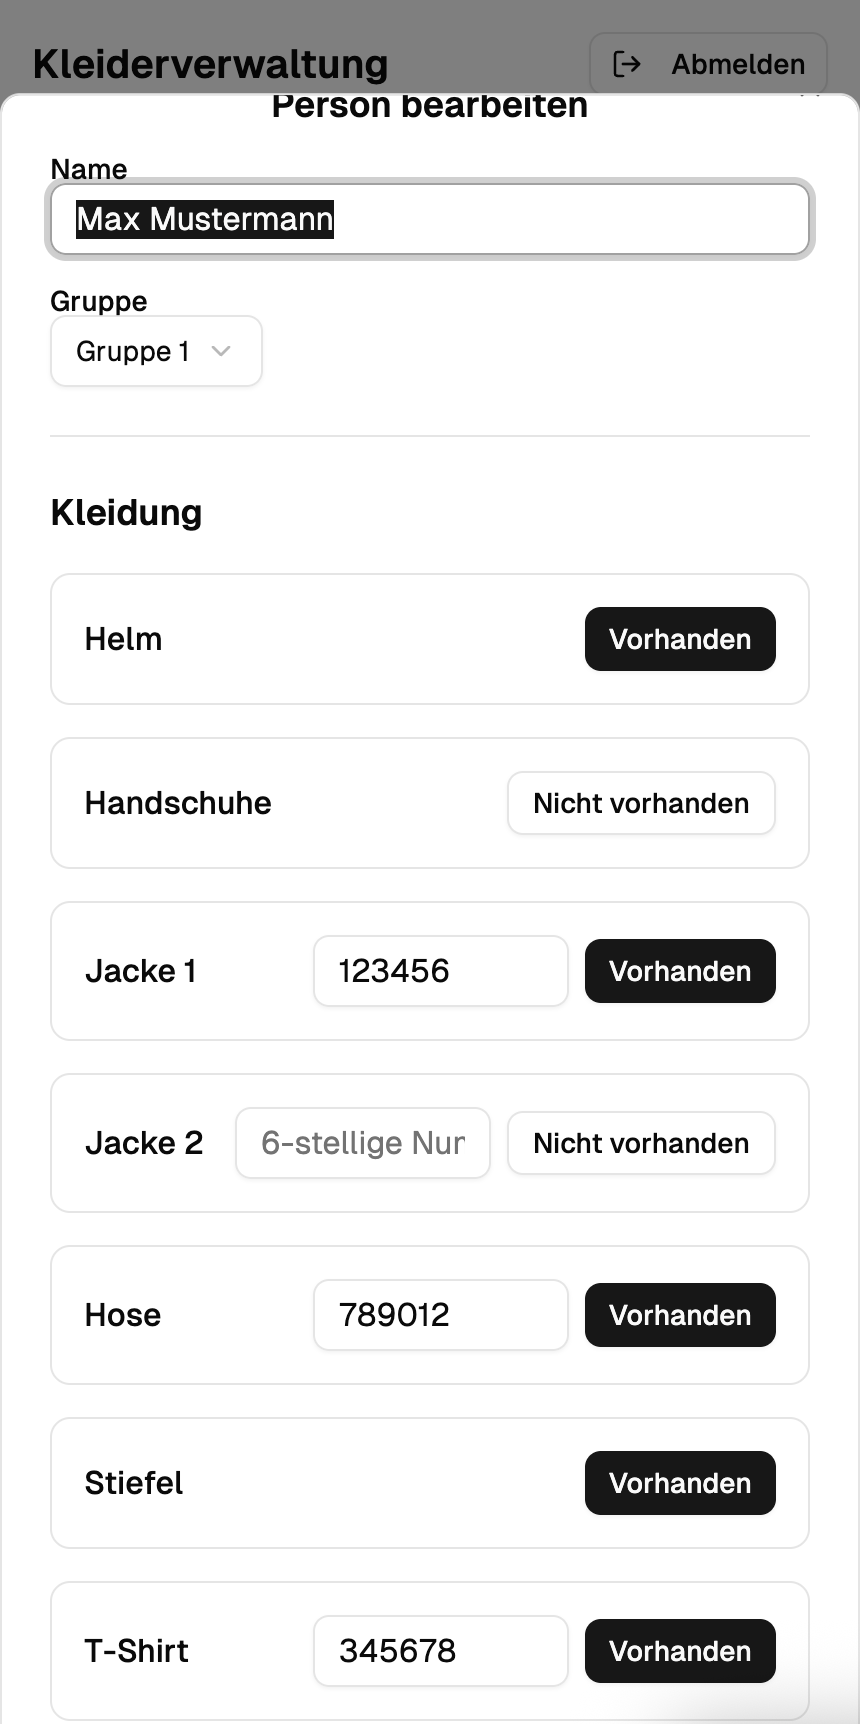 Kleiderverwaltung
Abmelden
Person bearbeiten
Name
Max Mustermann
Gruppe
Gruppe 1
Kleidung
Helm
Vorhanden
Handschuhe
Nicht vorhanden
Jacke 1
123456
Vorhanden
Jacke 2
6-stellige Nur
Nicht vorhanden
Hose
789012
Vorhanden
Stiefel
Vorhanden
T-Shirt
345678
Vorhanden